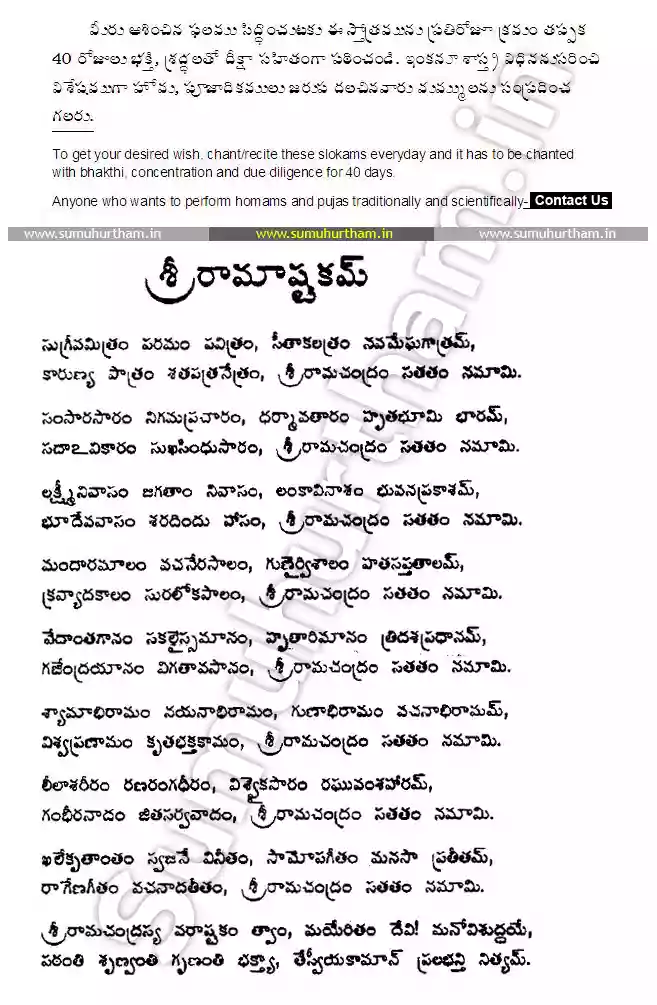 మీరు ఆశించిన ఫలము సిద్ధించుటకు ఈ స్తోత్రమును ప్రతిరోజూ క్రమం తప్పక
40 రోజులు భక్తి, శ్రద్ధలతో దీక్షా సహితంగా పఠించండి. ఇంకనూ శాస్త్ర విధిననుసరించి
విశేషముగా హోమ, పూజాదికములు జరుప దలచినవారు మమ్ములను సంప్రదించ
గలరు.
To get your desired wish, chant/recite these slokams everyday and it has to be chanted
with bhakthi, concentration and due diligence for 40 days.
Anyone who wants to perform homams and pujas traditionally and scientifically- Contact Us
www.sumuhurtham.in www.sumuhurtham.in www.sumuhurtham.in
శ్రీరామాష్టకమ్
సుగ్రీవమిత్రం పరమం పవిత్రం, సీతాకలత్రం నవమేఘగాత్రమ్,
కారుణ్య పాత్రం శతపత్రనేత్రం, శ్రీరామచంద్రం సతతం నమామి.
సంసారసారం నిగమప్రచారం, ధర్మావతారం హృతభూమి భారమ్,
సదాఽవికారం సుఖసింధుసారం, శ్రీరామచంద్రం సతతం నమామి.
లక్ష్మీనివాసం జగతాం నివాసం, లంకావినాశం భువనప్రకాశమ్,
భూదేవవాసం శరదిందు హాసం, శ్రీరామచంద్రం సతతం నమామి.
మందారమాలం వచనేరసాలం, గుణైర్విశాలం హతసప్తతాలమ్,
క్రవ్యాదకాలం సురలోకపాలం, శ్రీరామచంద్రం సతతం నమామి.
వేదాంతగానం సకలైస్సమానం, హృతారిమానం త్రిదశప్రధానమ్,
గజేంద్రయానం విగతావసానం, శ్రీరామచంద్రం సతతం నమామి.
శ్యామాభిరామం నయనాభిరామం, గుణాభిరామం వచనాభిరామమ్,
విశ్వప్రణామం కృతభక్తకామం, శ్రీరామచంద్రం సతతం నమామి.
లీలాశరీరం రణరంగధీరం, విశ్వైకసారం రఘువంశహారమ్,
గంభీరనాదం జితసర్వవాదం, శ్రీరామచంద్రం సతతం నమామి.
ఖలేకృతాంతం స్వజనే వినీతం, సామోపగీతం మనసా ప్రతీతమ్,
రాగేణగీతం వచనాదతీతం, శ్రీరామచంద్రం సతతం నమామి.
శ్రీరామచంద్రస్య వరాష్టకం త్వాం, మయేరితం దేవి! మనోవిశుద్ధయే,
పఠంతి శృణ్వంతి గృణంతి భక్త్యా, తేస్వీయకామాన్ ప్రలభన్తి నిత్యమ్.
Sumuhurtham.in